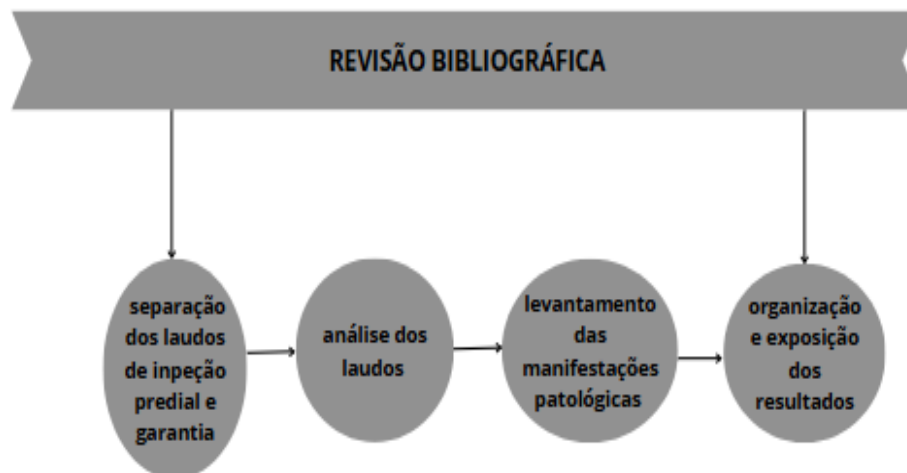 REVISÃO BIBLIOGRÁFICA
separação
dos laudos
de inpeção
predial e
garantia
análise dos
laudos
levantamento
das
manifestações
patológicas
organização
e exposição
dos
resultados